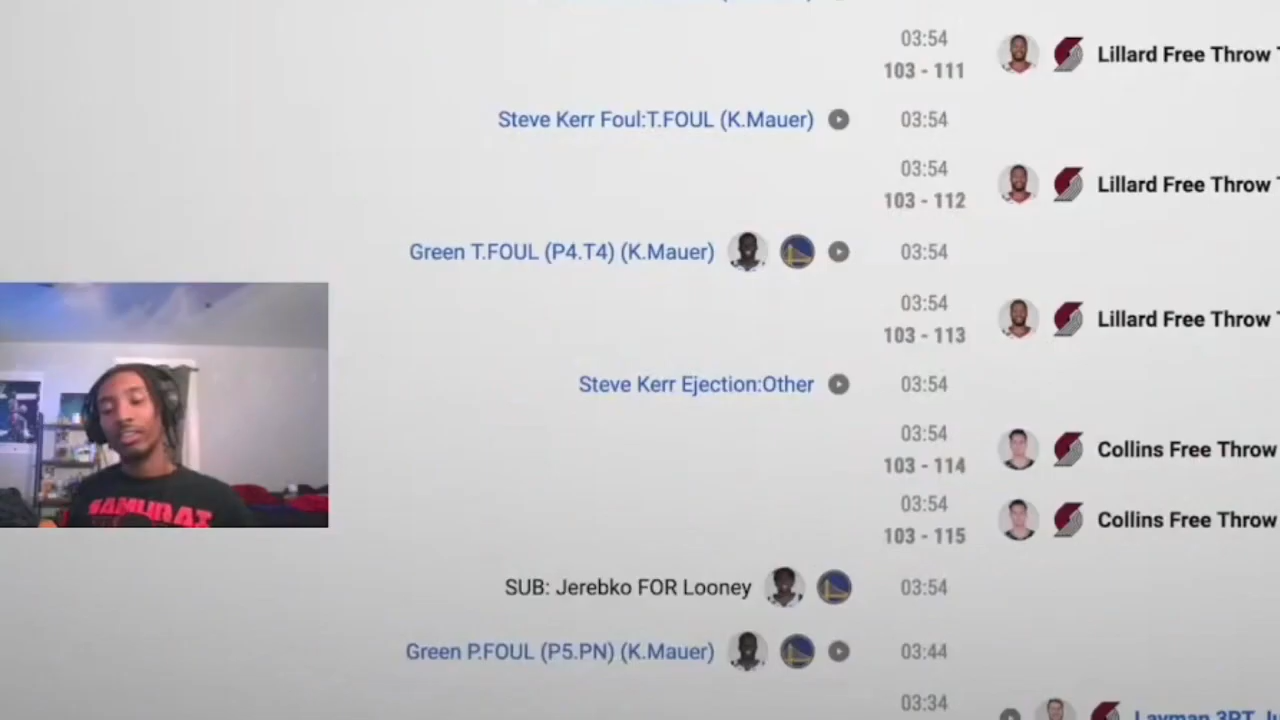 03:54
103 - 111
Lillard Free Throw
Steve Kerr Foul:T.FOUL (K.Mauer)
03:54
03:54
103 - 112
Lillard Free Throw
Green T.FOUL (P4.T4) (K.Mauer)
03:54
03:54
103 - 113
Lillard Free Throw
Steve Kerr Ejection:Other
03:54
03:54
103 - 114
Collins Free Throw
03:54
103 - 115
Collins Free Throw
SUB: Jerebko FOR Looney
03:54
Green P.FOUL (P5.PN) (K.Mauer)
03:44
03:34
Layman 3PT
SAMURAI